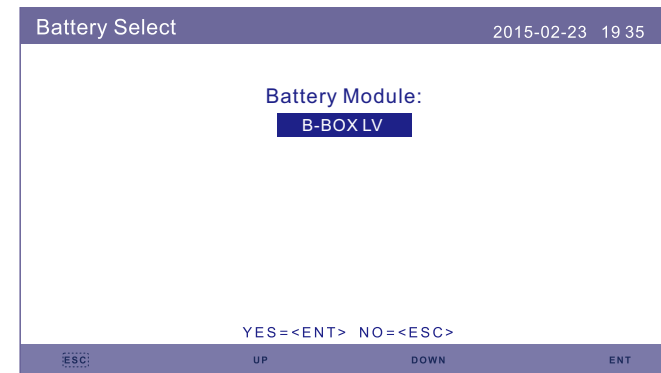 Battery Select 2015-02-23 19 35
Battery Module:
B-BOX LV
YES=<ENT> NO=<ESC>
ESC UP DOWN ENT